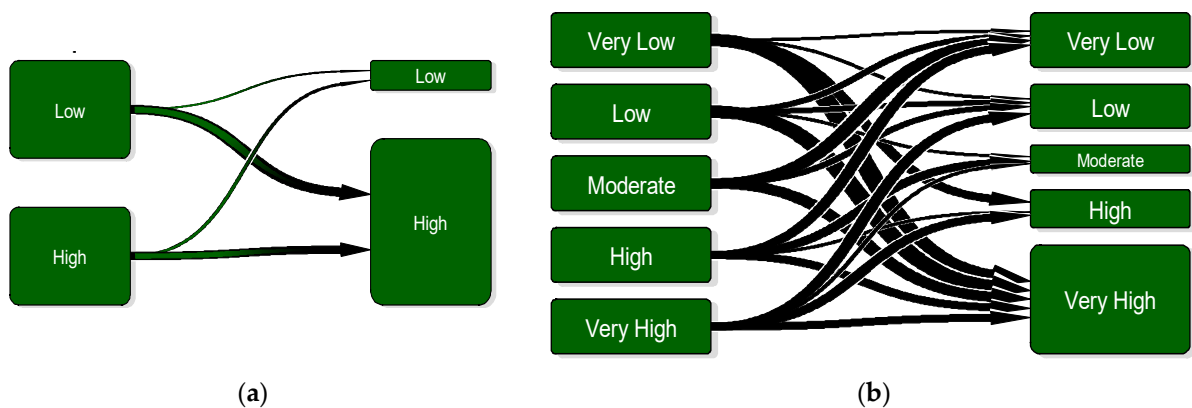 Low
High
Low
High
(a)
Very Low
Low
Moderate
High
Very High
Very Low
Low
Moderate
High
Very High
(b)